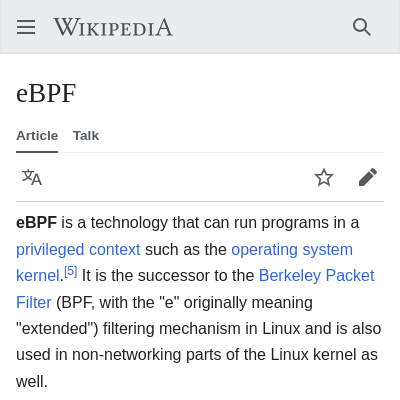 WIKIPEDIA
eBPF
Article Talk
eBPF is a technology that can run programs in a
privileged context such as the operating system
kernel.[5] It is the successor to the Berkeley Packet
Filter (BPF, with the "e" originally meaning
"extended") filtering mechanism in Linux and is also
used in non-networking parts of the Linux kernel as
well.